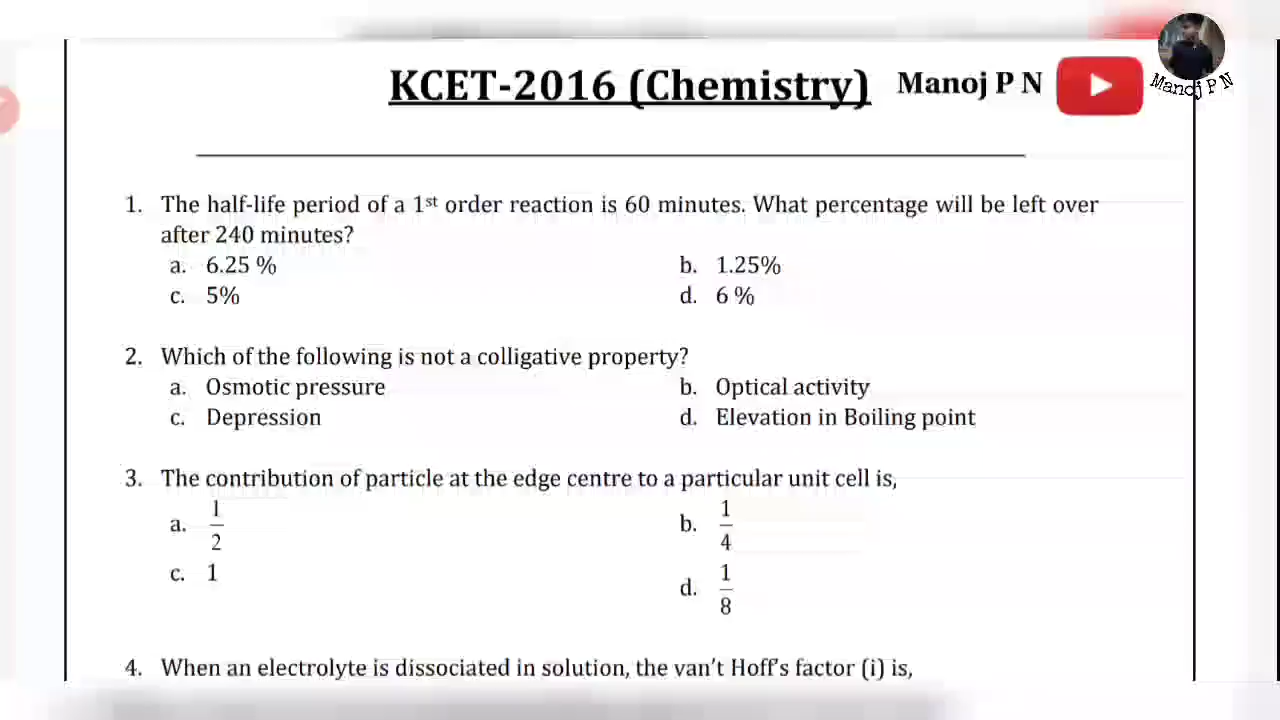 KCET-2016 (Chemistry) Manoj P N
Manoj P N
1. The half-life period of a 1st order reaction is 60 minutes. What percentage will be left over
after 240 minutes?
a. 6.25 % b. 1.25%
c. 5% d. 6 %
2. Which of the following is not a colligative property?
a. Osmotic pressure b. Optical activity
c. Depression d. Elevation in Boiling point
3. The contribution of particle at the edge centre to a particular unit cell is,
a. 1/2 b. 1/4
c. 1 d. 1/8
4. When an electrolyte is dissociated in solution, the van't Hoff's factor (i) is,